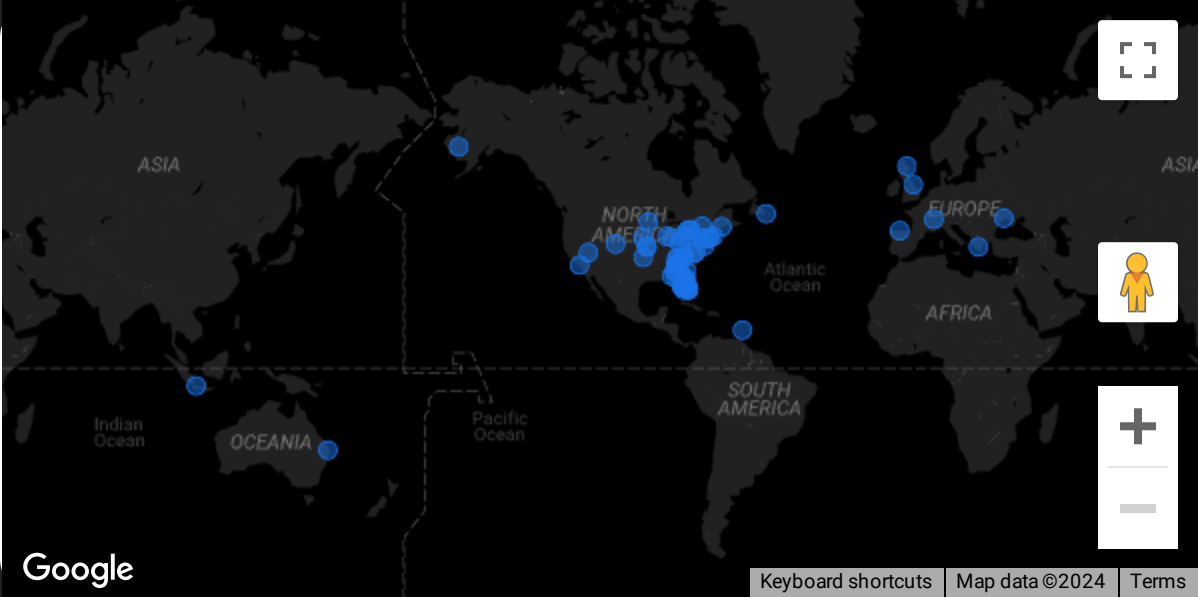 ASIA
ASIA
NORTH
AMERICA
EUROPE
Atlantic
Ocean
AFRICA
SOUTH
AMERICA
Indian
Ocean
OCEANIA
Pacific
Ocean
Google
Keyboard shortcuts
Map data ©2024
Terms